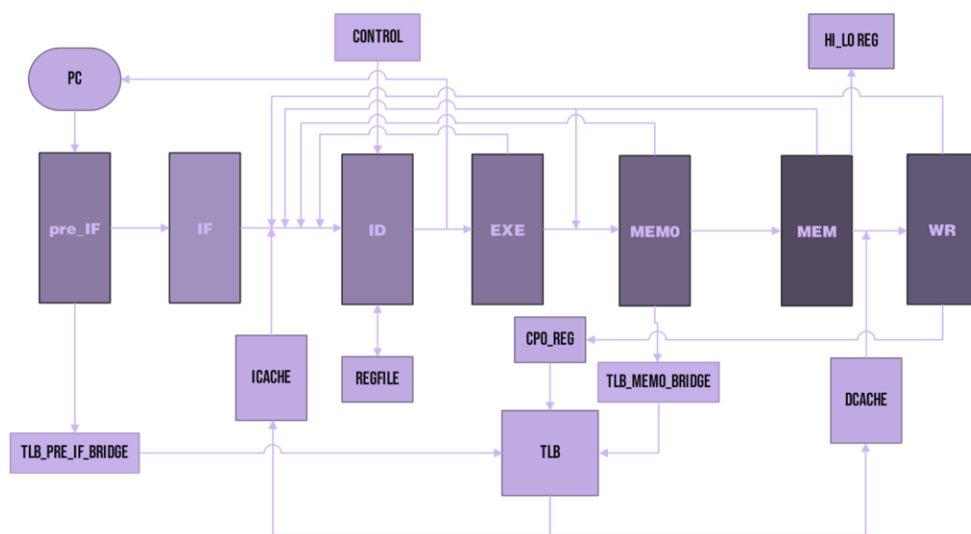 CONTROL
HI_LO REG
PC
pre_IF
IF
ID
EXE
MEM0
MEM
WR
CP0_REG
ICACHE
REGFILE
TLB_MEM0_BRIDGE
DCACHE
TLB_PRE_IF_BRIDGE
TLB